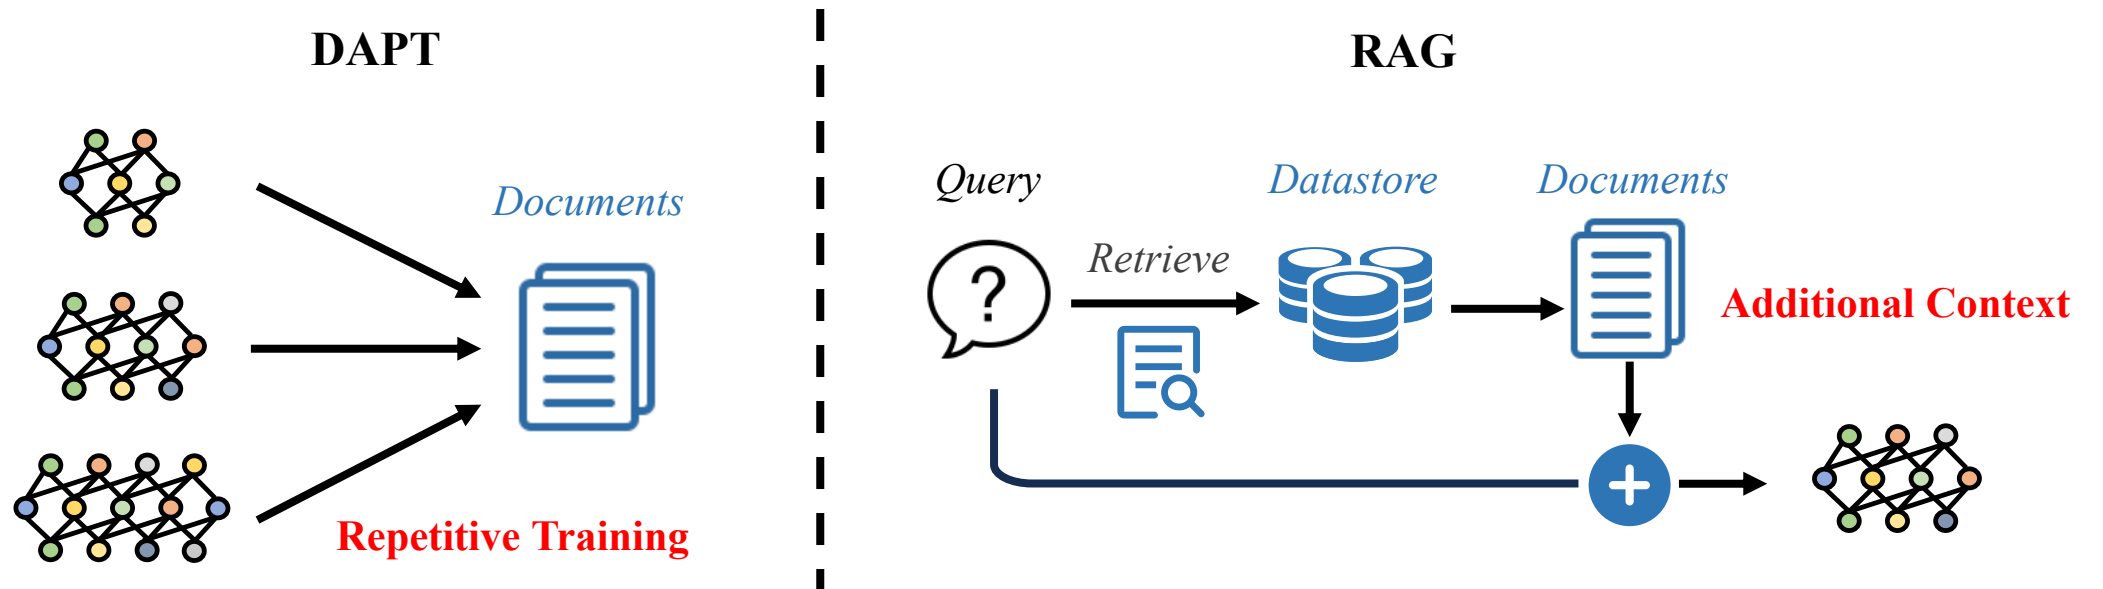 DAPT
Documents
Repetitive Training
RAG
Query
Retrieve
?
Datastore
Documents
Additional Context
+